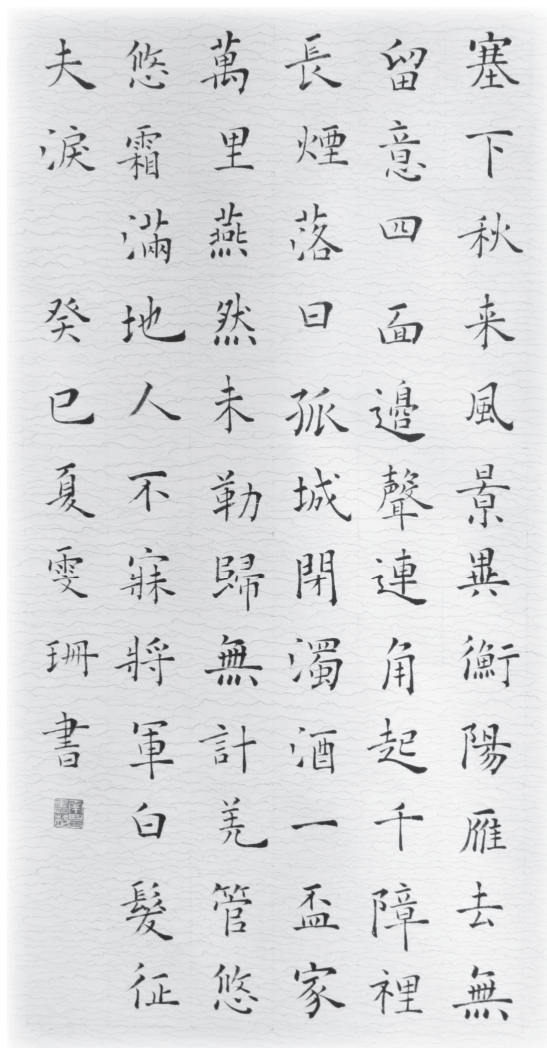 塞下秋来風景異衡陽雁去無
留意四面邉聲連角起千障裡
長煙落日孤城閉濁酒一盃家
萬里燕然未勒歸無計羌管悠
悠霜滿地人不寐將軍白髮征
夫淚 癸巳夏雯珊書